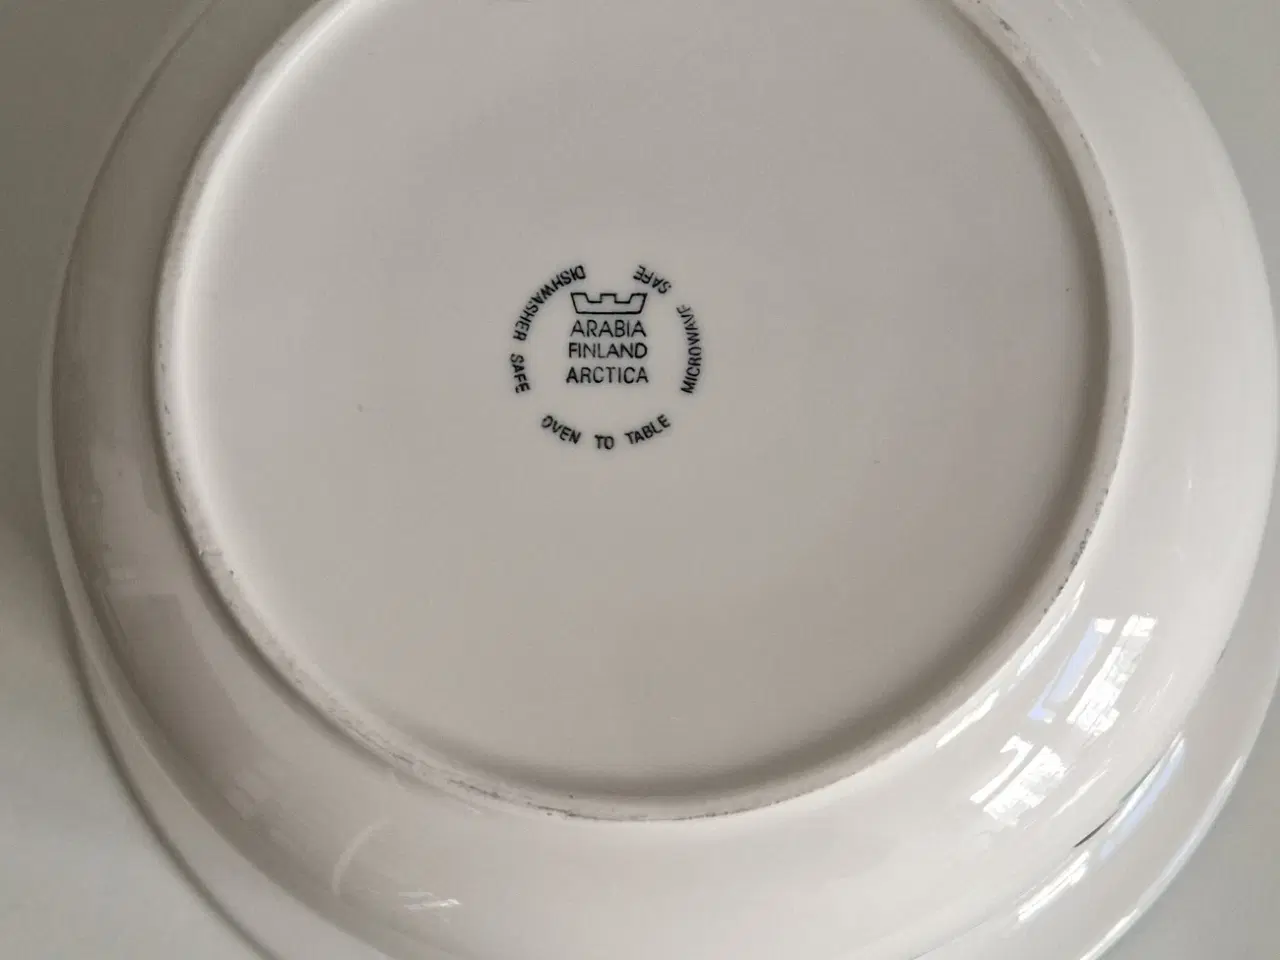 ARABIA
FINLAND
ARCTICA
DISHWASHER SAFE
OVEN TO TABLE
MICROWAVE SAFE